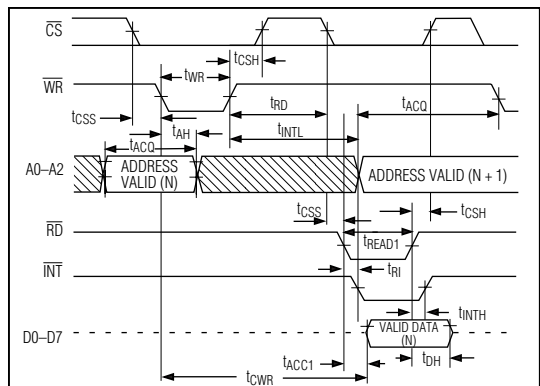 CS
tCSH
tWR
WR
tRD
tACQ
tCSS
tAH
tINTL
tACQ
A0–A2
ADDRESS
VALID (N)
ADDRESS VALID (N + 1)
tCSS
tCSH
RD
tREAD1
INT
tRI
tINTH
VALID DATA
(N)
D0–D7
tACC1
tDH
tCWR